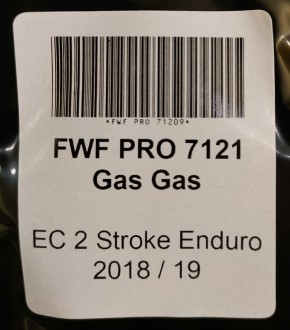 *FWF PRO 71209*
FWF PRO 7121
Gas Gas
EC 2 Stroke Enduro
2018 / 19